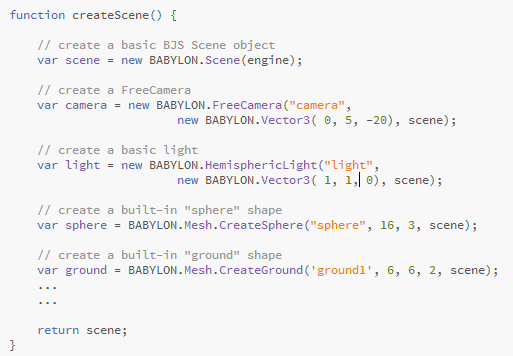 function createScene() {
// create a basic BJS Scene object
var scene = new BABYLON.Scene(engine);
// create a FreeCamera
var camera = new BABYLON.FreeCamera("camera",
new BABYLON.Vector3( 0, 5, -20), scene);
// create a basic light
var light = new BABYLON.HemisphericLight("light",
new BABYLON.Vector3( 1, 1, 0), scene);
// create a built-in "sphere" shape
var sphere = BABYLON.Mesh.CreateSphere("sphere", 16, 3, scene);
// create a built-in "ground" shape
var ground = BABYLON.Mesh.CreateGround('ground1', 6, 6, 2, scene);
...
...
return scene;
}